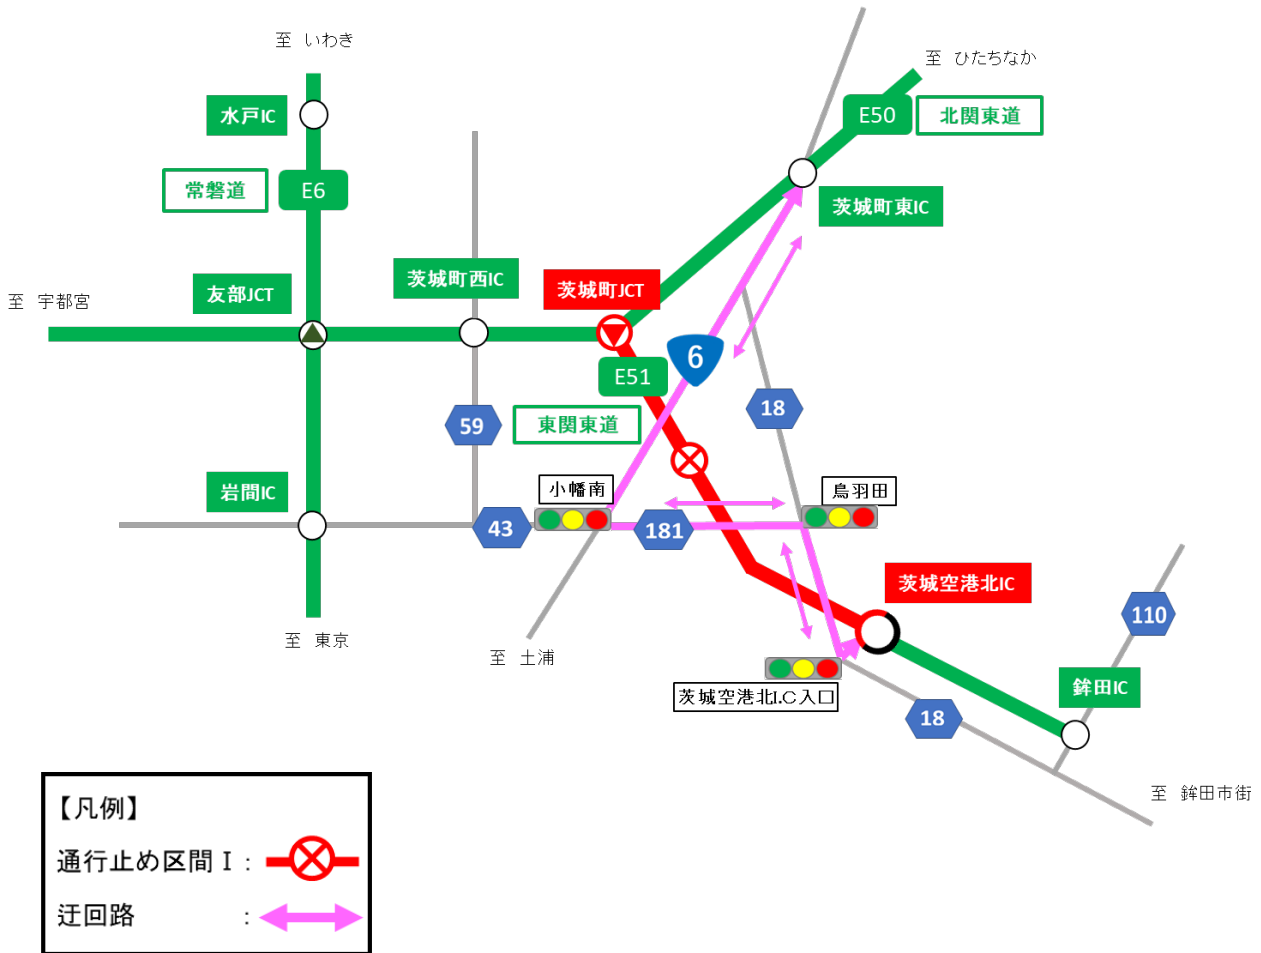 至 いわき
至 ひたちなか
水戸IC
E50
北関東道
常磐道
E6
茨城町東IC
友部JCT
茨城町西IC
茨城町JCT
至 宇都宮
6
E51
18
59
東関東道
岩間IC
小幡南
鳥羽田
43
181
茨城空港北IC
110
至 東京
至 土浦
茨城空港北I.C入口
鉾田IC
18
至 鉾田市街
【凡例】
通行止め区間Ⅰ:
迂回路 :